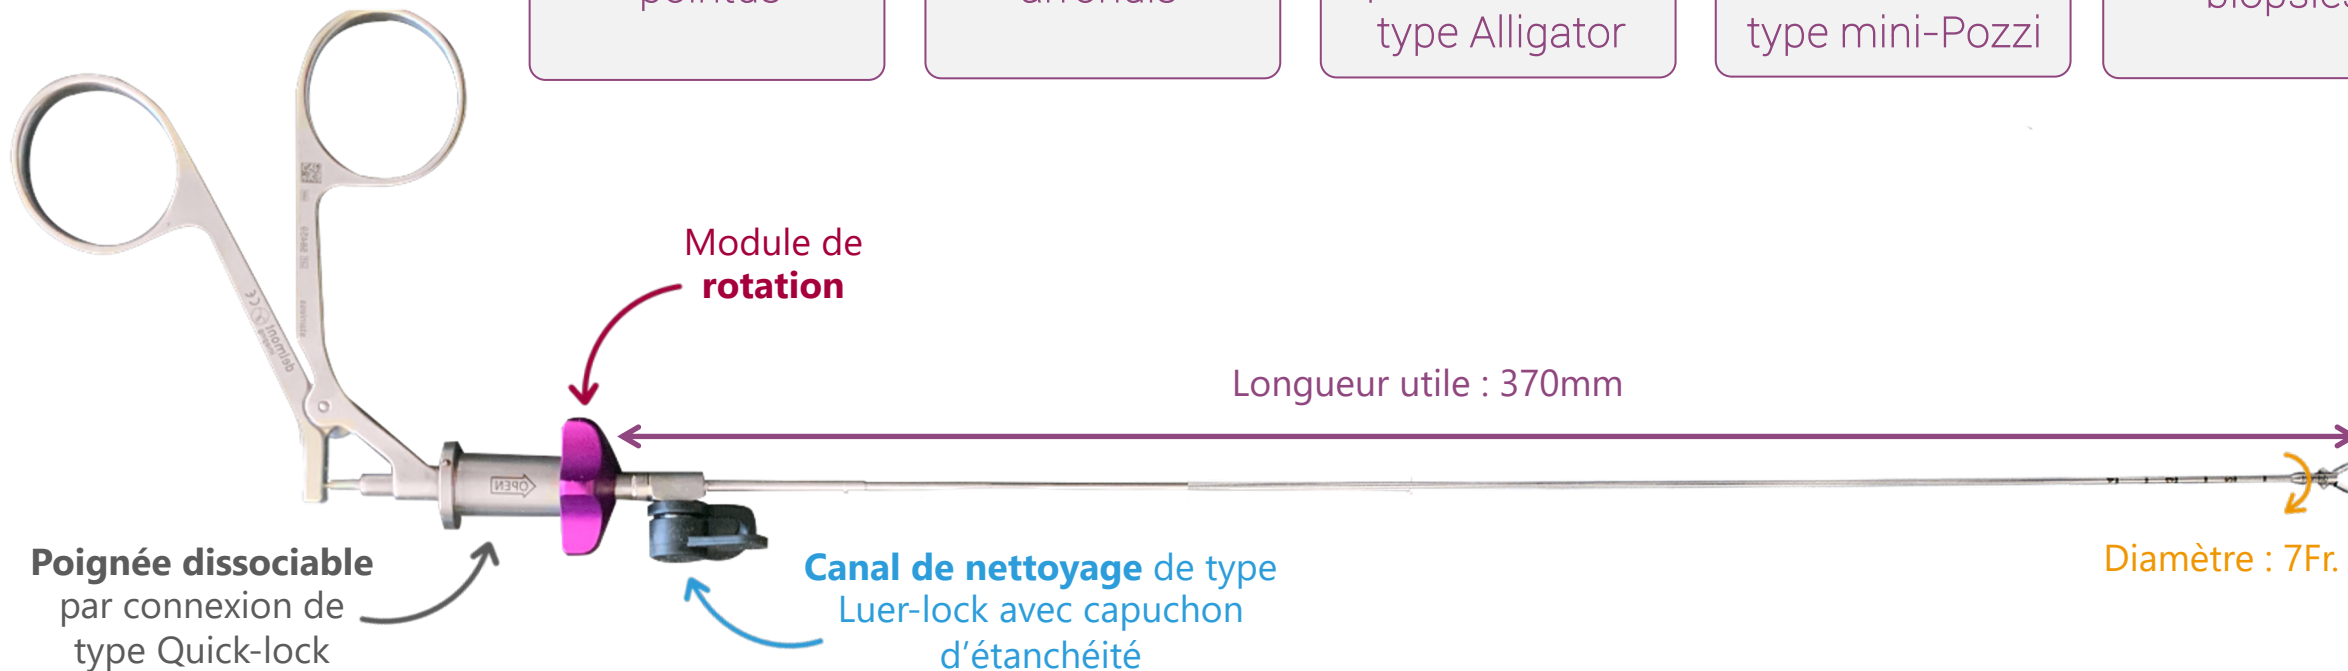 type Alligator
type mini-Pozzi
Module de
rotation
Longueur utile : 370mm
OPEN
Poignée dissociable
par connexion de
type Quick-lock
Canal de nettoyage de type
Luer-lock avec capuchon
d'étanchéité
Diamètre : 7Fr.